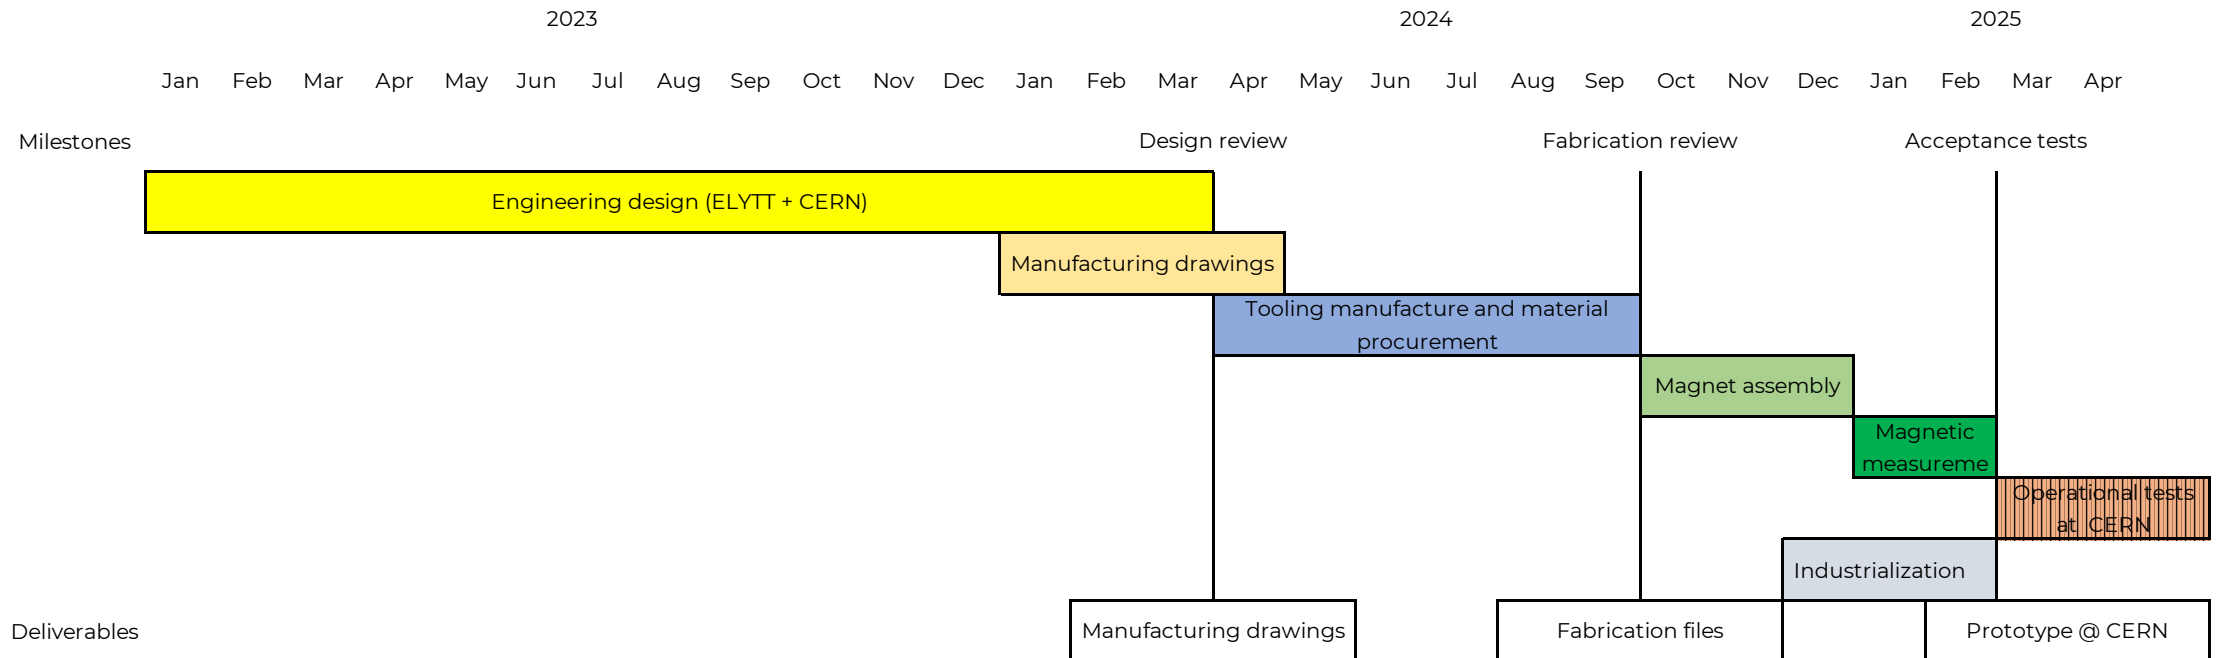 2023 2024 2025
Jan Feb Mar Apr May Jun Jul Aug Sep Oct Nov Dec Jan Feb Mar Apr May Jun Jul Aug Sep Oct Nov Dec Jan Feb Mar Apr
Milestones Design review Fabrication review Acceptance tests
Engineering design (ELYTT + CERN)
Manufacturing drawings
Tooling manufacture and material
procurement
Magnet assembly
Magnetic
measureme
Operational tests
at CERN
Industrialization
Deliverables Manufacturing drawings Fabrication files Prototype @ CERN